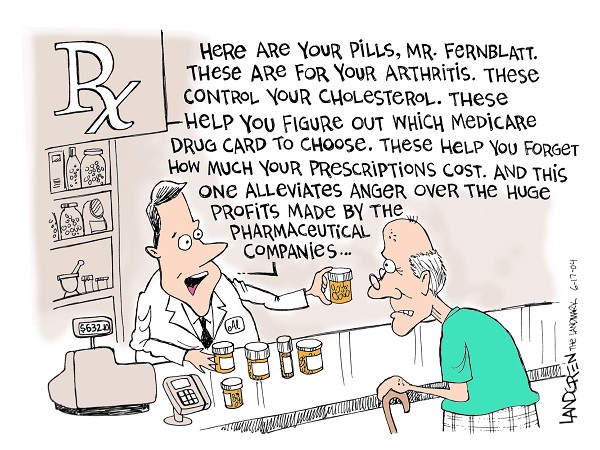 Rx
HERE ARE YOUR PILLS, MR. FERNBLATT.
THESE ARE FOR YOUR ARTHRITIS. THESE
CONTROL YOUR CHOLESTEROL. THESE
HELP YOU FIGURE OUT WHICH MEDICARE
DRUG CARD TO CHOOSE. THESE HELP YOU FORGET
HOW MUCH YOUR PRESCRIPTIONS COST. AND THIS
ONE ALLEVIATES ANGER OVER THE HUGE
PROFITS MADE BY THE
PHARMACEUTICAL
COMPANIES...
LANDGREN THE LANDMARK 6-17-04